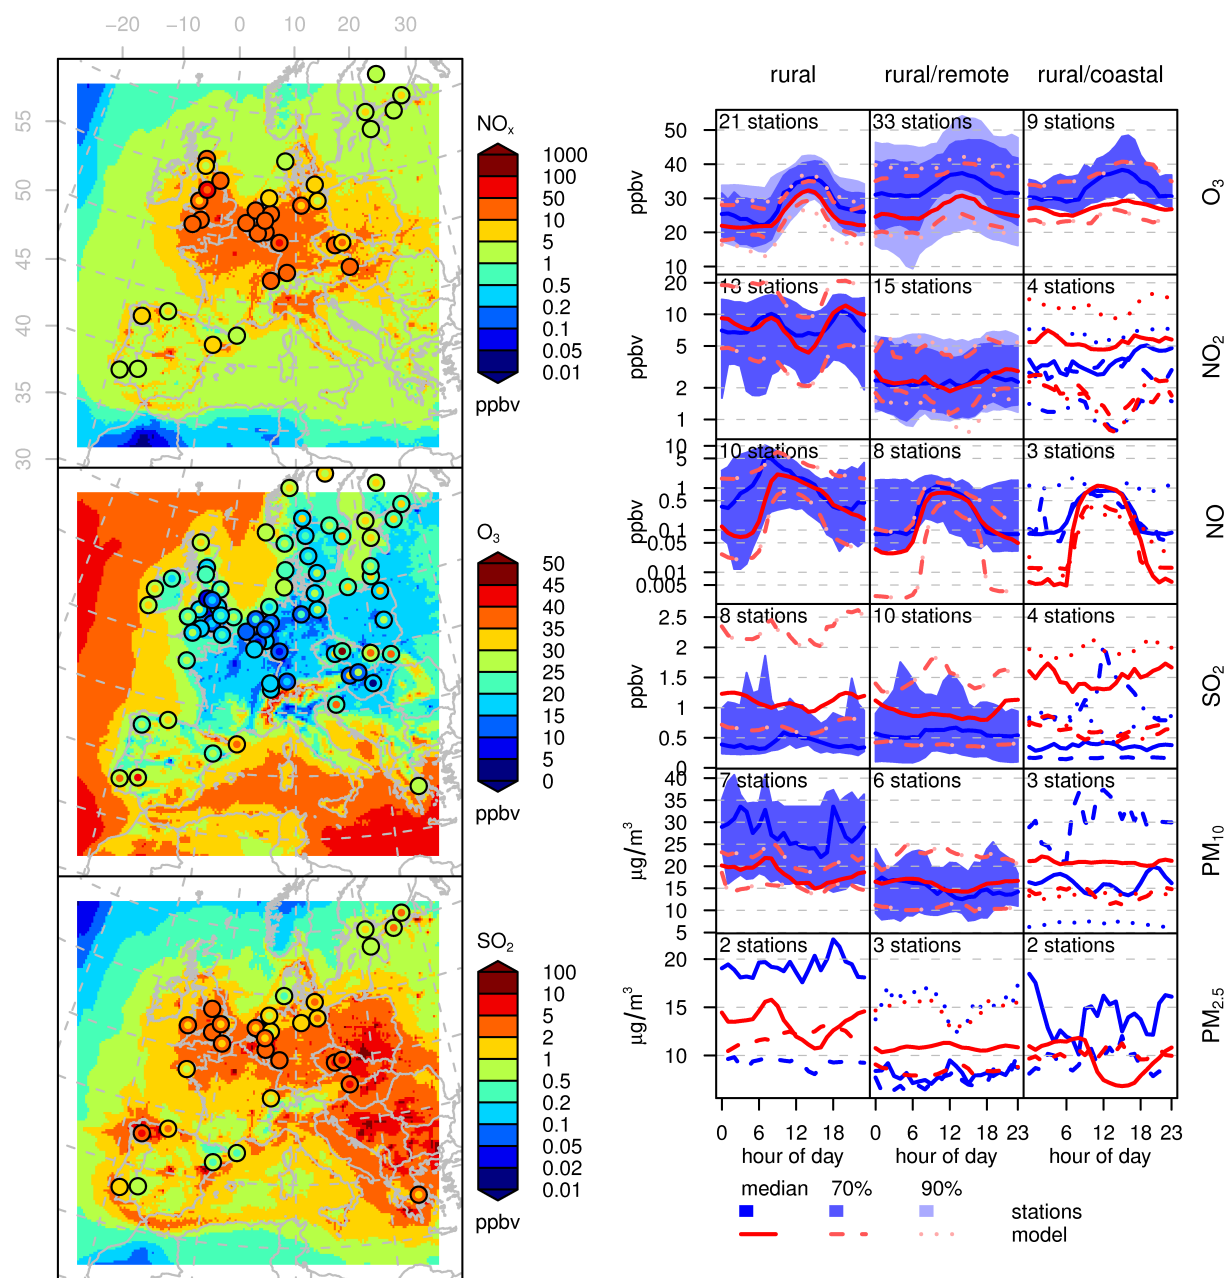 −20 −10 0 10 20 30
55
50
45
40
35
30
NOx
1000
100
50
10
5
1
0.5
0.2
0.1
0.05
0.01
ppbv
O3
50
45
40
35
30
25
20
15
10
5
0
ppbv
SO2
100
10
5
2
1
0.5
0.2
0.1
0.05
0.02
0.01
ppbv
rural rural/remote rural/coastal
21 stations 33 stations 9 stations
50
40
30
20
10
ppbv
O3
13 stations 15 stations 4 stations
20
10
5
2
1
ppbv
NO2
10 stations 8 stations 3 stations
10
5
1
0.5
0.1
0.05
0.01
0.005
ppbv
NO
8 stations 10 stations 4 stations
2.5
2
1.5
1
0.5
0
ppbv
SO2
7 stations 6 stations 3 stations
40
35
30
25
20
15
10
5
µg/m3
PM10
2 stations 3 stations 2 stations
20
15
10
µg/m3
PM2.5
0 6 12 18 0 6 12 18 23 6 12 18 23
hour of day hour of day hour of day
median 70% 90%
stations
model